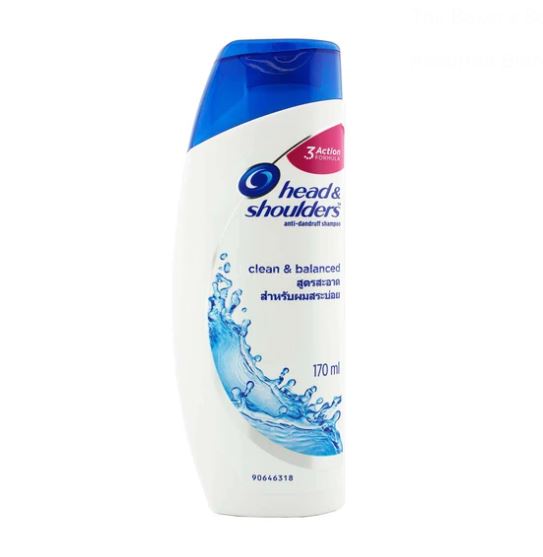 3 Action
FORMULA
head &
shoulders™
anti-dandruff shampoo
clean & balanced
สูตรสะอาด
สำหรับผมสระบ่อย
170 ml
90646318